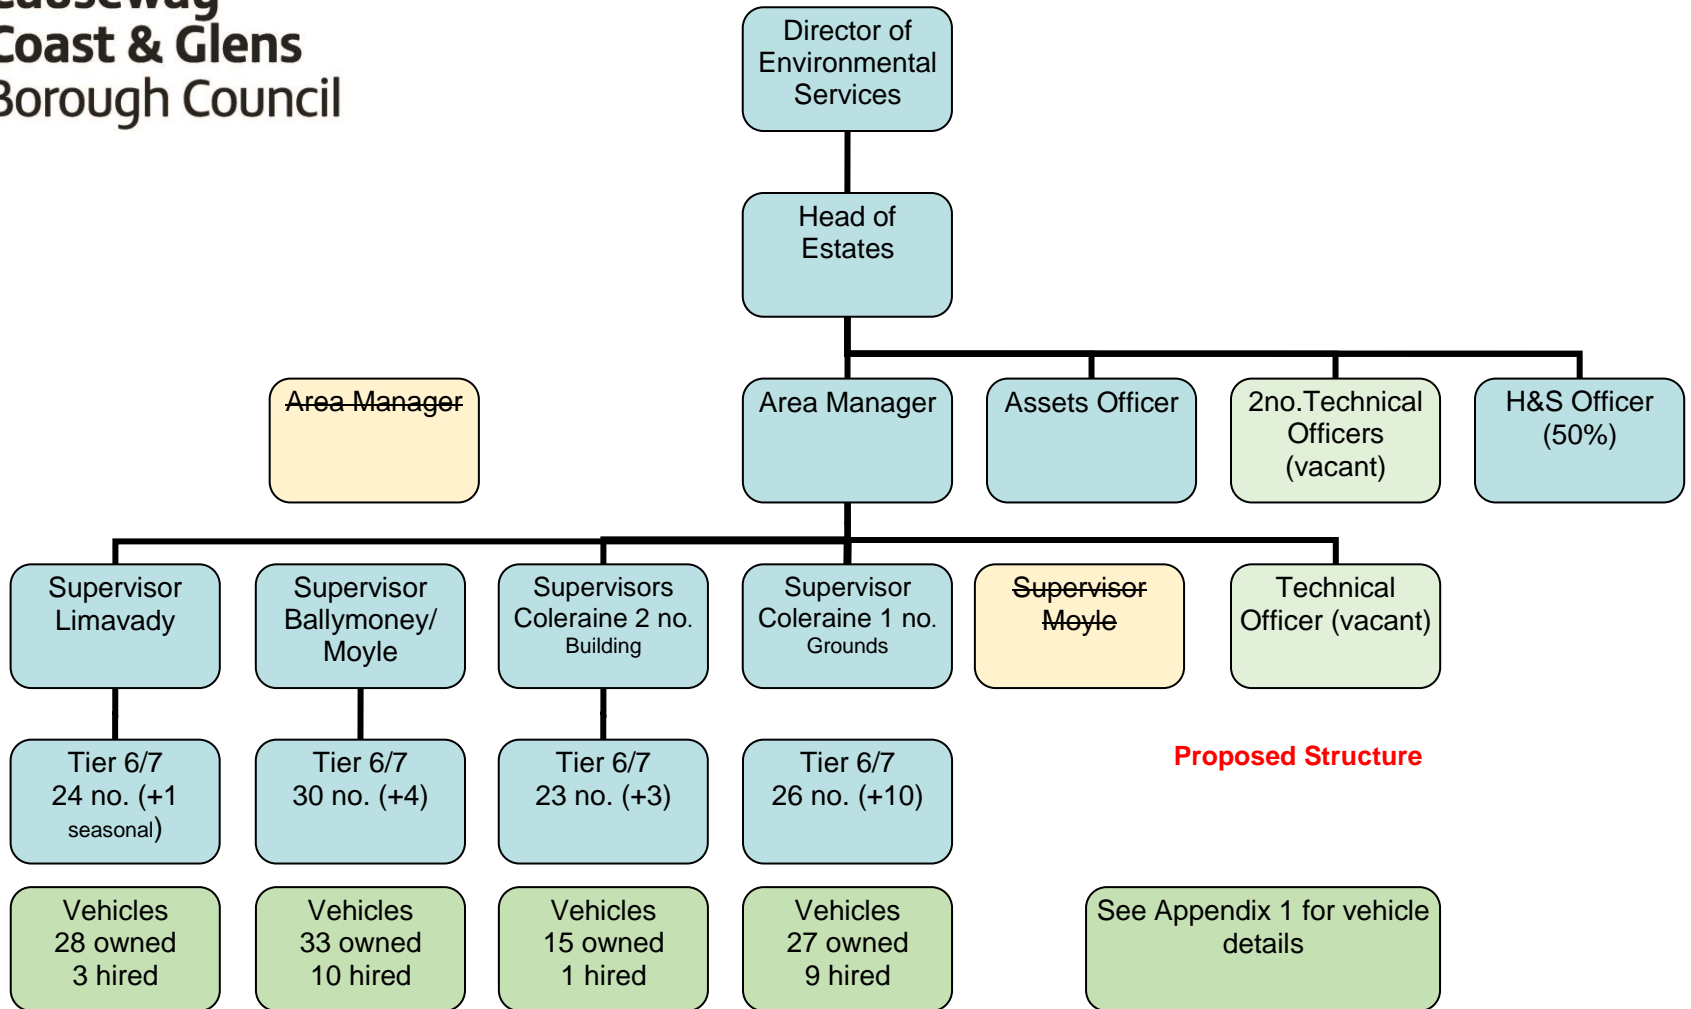 Causeway
Coast & Glens
Borough Council
Director of
Environmental
Services
Head of
Estates
Area Manager
Area Manager
Assets Officer
2no.Technical
Officers
(vacant)
H&S Officer
(50%)
Supervisor
Limavady
Supervisor
Ballymoney/
Moyle
Supervisors
Coleraine 2 no.
Building
Supervisor
Coleraine 1 no.
Grounds
Supervisor
Moyle
Technical
Officer (vacant)
Tier 6/7
24 no. (+1
seasonal)
Tier 6/7
30 no. (+4)
Tier 6/7
23 no. (+3)
Tier 6/7
26 no. (+10)
Proposed Structure
Vehicles
28 owned
3 hired
Vehicles
33 owned
10 hired
Vehicles
15 owned
1 hired
Vehicles
27 owned
9 hired
See Appendix 1 for vehicle
details